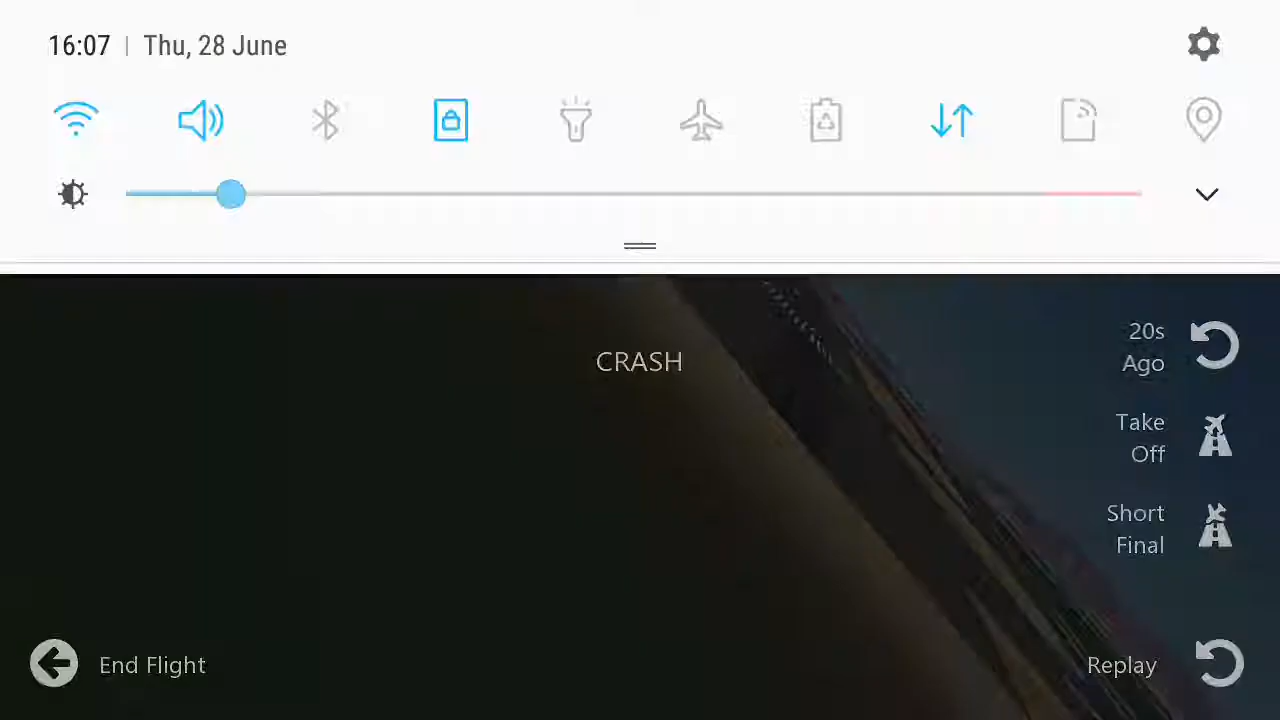 16:07 | Thu, 28 June
CRASH
20s
Ago
Take
Off
Short
Final
End Flight
Replay